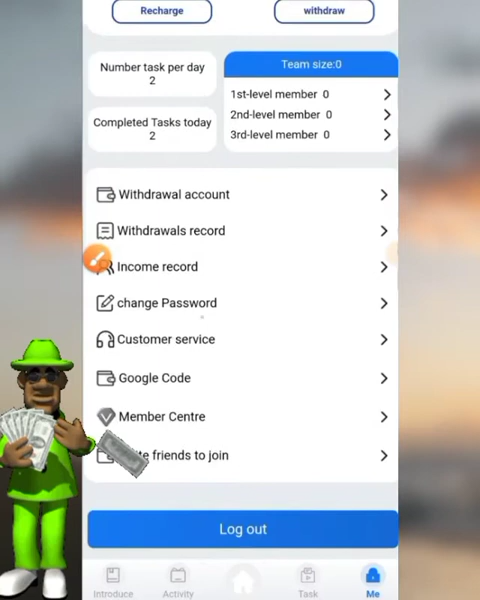 Recharge
withdraw
Number task per day
2
Completed Tasks today
2
Team size:0
1st-level member 0
2nd-level member 0
3rd-level member 0
Withdrawal account
Withdrawals record
Income record
change Password
Customer service
Google Code
Member Centre
friends to join
Log out
Introduce
Activity
Task
Me